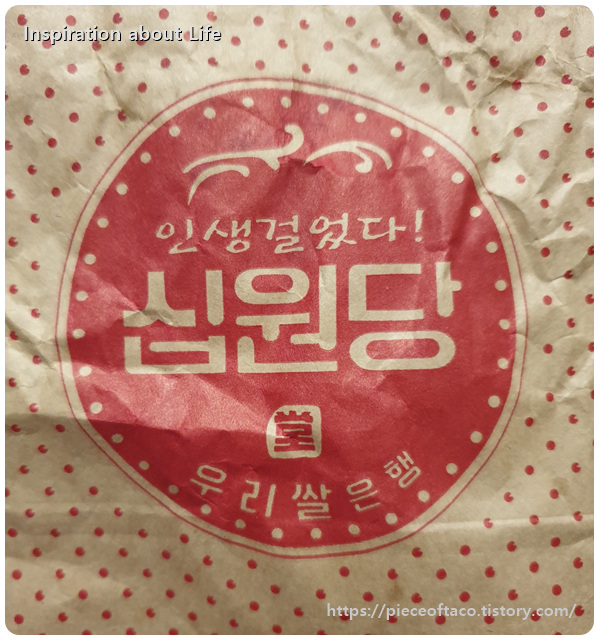 Inspiration about Life
인생걸었다!
십원당
堂
우리쌀은행
https://pieceoftaco.tistory.com/